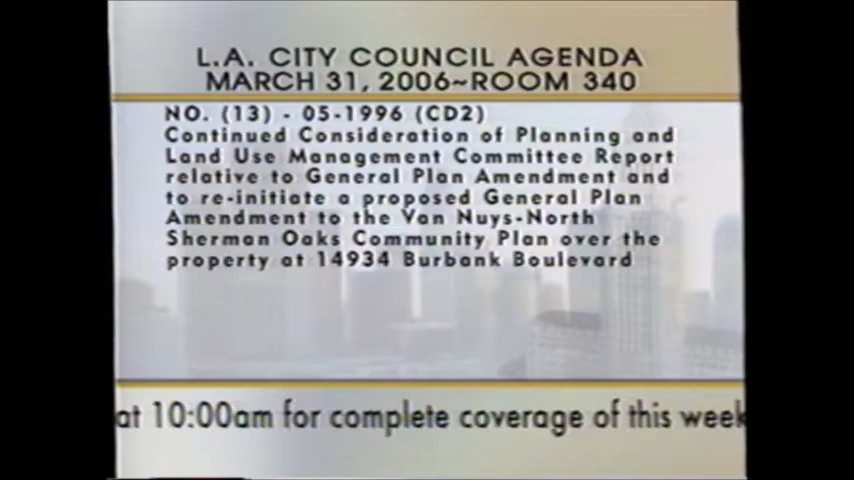 L.A. CITY COUNCIL AGENDA
MARCH 31, 2006~ROOM 340
NO. (13) - 05-1996 (CD2)
Continued Consideration of Planning and
Land Use Management Committee Report
relative to General Plan Amendment and
to re-initiate a proposed General Plan
Amendment to the Van Nuys-North
Sherman Oaks Community Plan over the
property at 14934 Burbank Boulevard
at 10:00am for complete coverage of this week